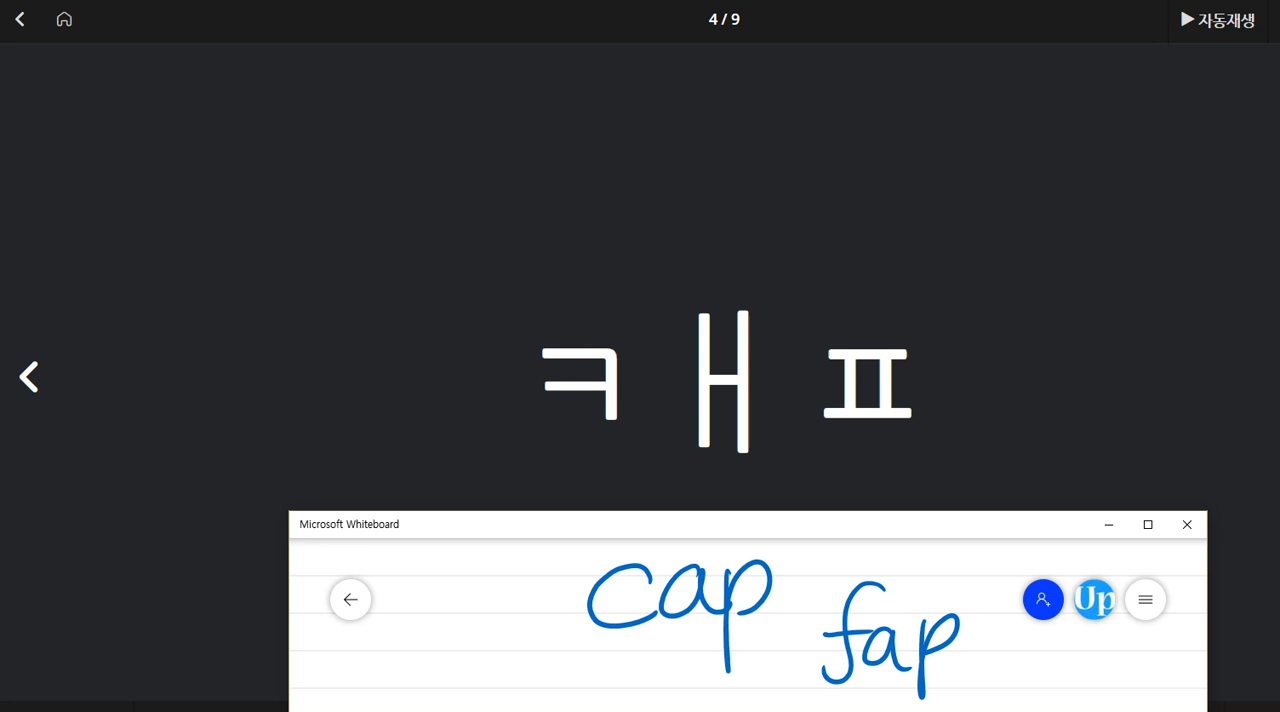 4 / 9
▶ 자동재생
ㅋ ㅐ ㅍ
Microsoft Whiteboard
cap
Up
fap